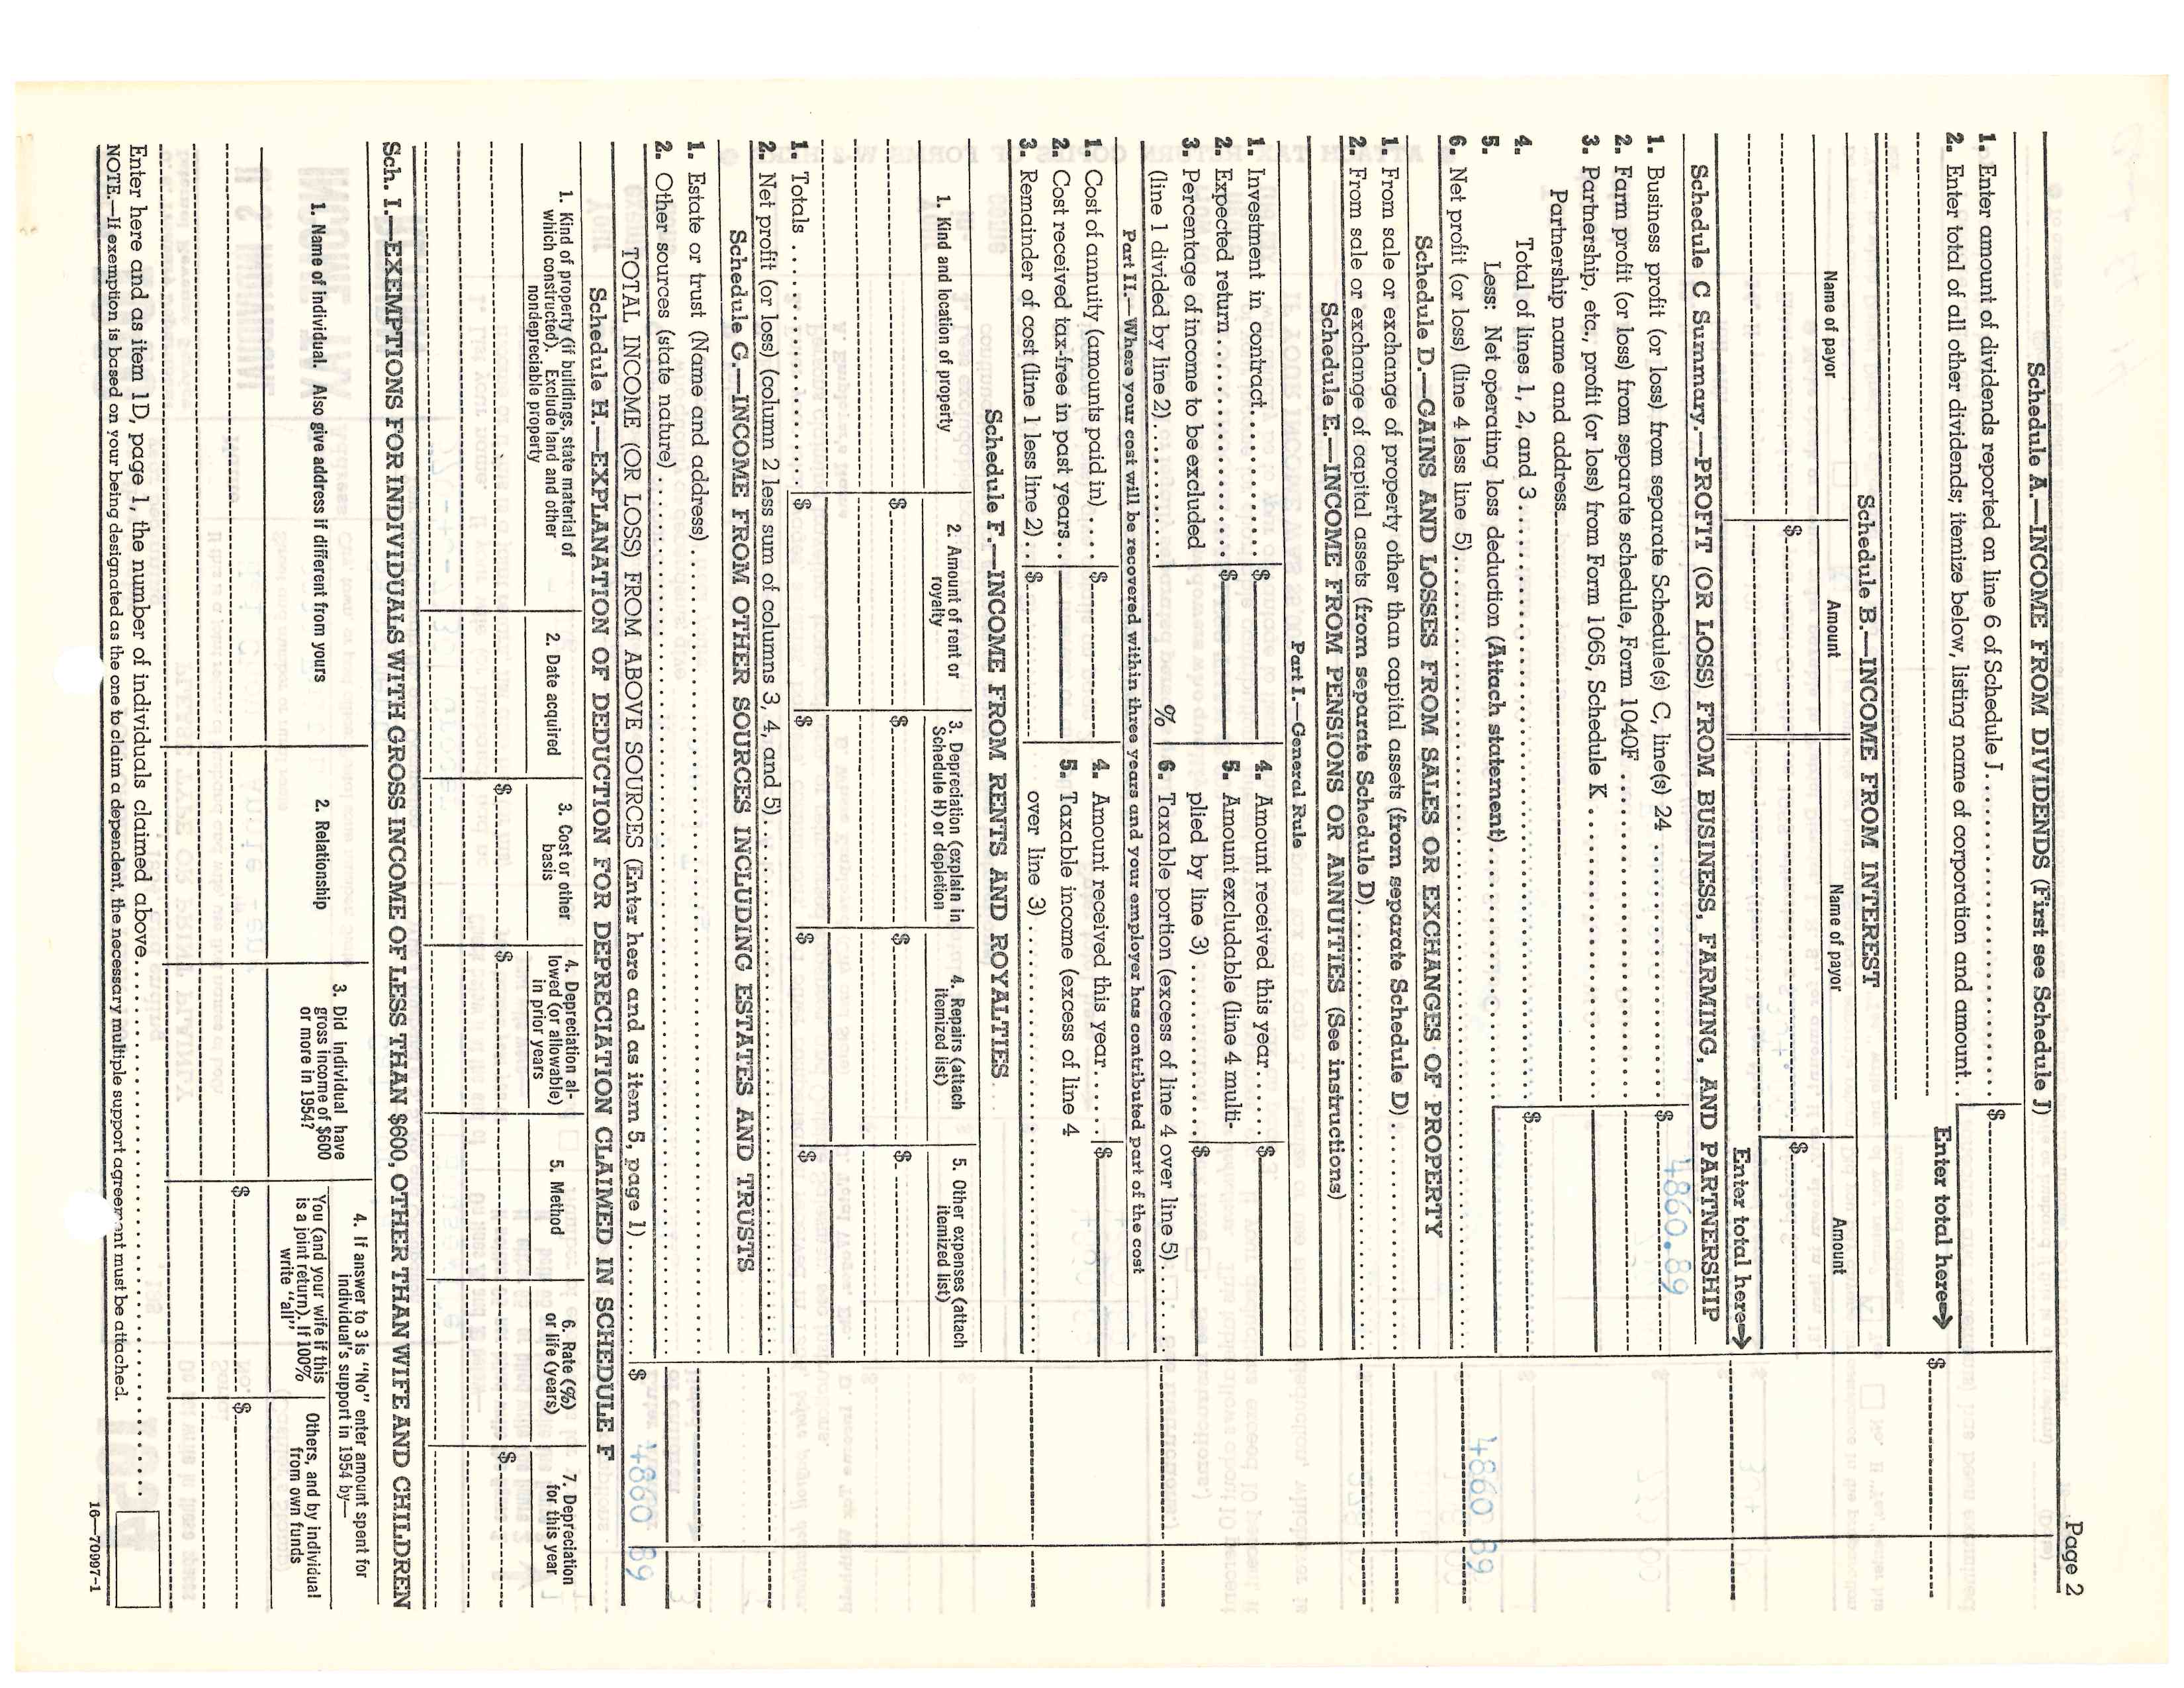 Page 2
Schedule A.—INCOME FROM DIVIDENDS (First see Schedule J)
1. Enter amount of dividends reported on line 6 of Schedule J. $
2. Enter total of all other dividends; itemize below, listing name of corporation and amount.
Enter total here→ $
Schedule B.—INCOME FROM INTEREST
Name of payor Amount Name of payor Amount
$ $
Enter total here→
Schedule C Summary.—PROFIT (OR LOSS) FROM BUSINESS, FARMING, AND PARTNERSHIP
1. Business profit (or loss) from separate Schedule(s) C, line(s) 24 $ 4860.89
2. Farm profit (or loss) from separate schedule, Form 1040F
3. Partnership, etc., profit (or loss) from Form 1065, Schedule K
Partnership name and address
4. Total of lines 1, 2, and 3 $
5. Less: Net operating loss deduction (Attach statement)
6. Net profit (or loss) (line 4 less line 5) 4860 89
Schedule D.—GAINS AND LOSSES FROM SALES OR EXCHANGES OF PROPERTY
1. From sale or exchange of property other than capital assets (from separate Schedule D)
2. From sale or exchange of capital assets (from separate Schedule D)
Schedule E.—INCOME FROM PENSIONS OR ANNUITIES (See instructions)
Part I.—General Rule
1. Investment in contract $ 4. Amount received this year $
2. Expected return $ 5. Amount excludable (line 4 multi-
3. Percentage of income to be excluded plied by line 3) $
(line 1 divided by line 2) % 6. Taxable portion (excess of line 4 over line 5)
Part II.—Where your cost will be recovered within three years and your employer has contributed part of the cost
1. Cost of annuity (amounts paid in) $ 4. Amount received this year $
2. Cost received tax-free in past years 5. Taxable income (excess of line 4
3. Remainder of cost (line 1 less line 2) $ over line 3)
Schedule F.—INCOME FROM RENTS AND ROYALTIES
1. Kind and location of property 2. Amount of rent or royalty 3. Depreciation (explain in Schedule H) or depletion 4. Repairs (attach itemized list) 5. Other expenses (attach itemized list)
$ $ $ $
1. Totals $ $ $ $
2. Net profit (or loss) (column 2 less sum of columns 3, 4, and 5)
Schedule G.—INCOME FROM OTHER SOURCES INCLUDING ESTATES AND TRUSTS
1. Estate or trust (Name and address)
2. Other sources (state nature)
TOTAL INCOME (OR LOSS) FROM ABOVE SOURCES (Enter here and as item 5, page 1) $ 4860 89
Schedule H.—EXPLANATION OF DEDUCTION FOR DEPRECIATION CLAIMED IN SCHEDULE F
1. Kind of property (if buildings, state material of which constructed). Exclude land and other nondepreciable property 2. Date acquired 3. Cost or other basis 4. Depreciation allowed (or allowable) in prior years 5. Method 6. Rate (%) or life (years) 7. Depreciation for this year
$ $ $
Sch. I.—EXEMPTIONS FOR INDIVIDUALS WITH GROSS INCOME OF LESS THAN $600, OTHER THAN WIFE AND CHILDREN
1. Name of individual. Also give address if different from yours 2. Relationship 3. Did individual have gross income of $600 or more in 1954? 4. If answer to 3 is "No" enter amount spent for individual's support in 1954 by—
You (and your wife if this is a joint return). If 100% write "all" Others, and by individual from own funds
$ $
Enter here and as item 1D, page 1, the number of individuals claimed above
NOTE.—If exemption is based on your being designated as the one to claim a dependent, the necessary multiple support agreement must be attached.
16—70997-1